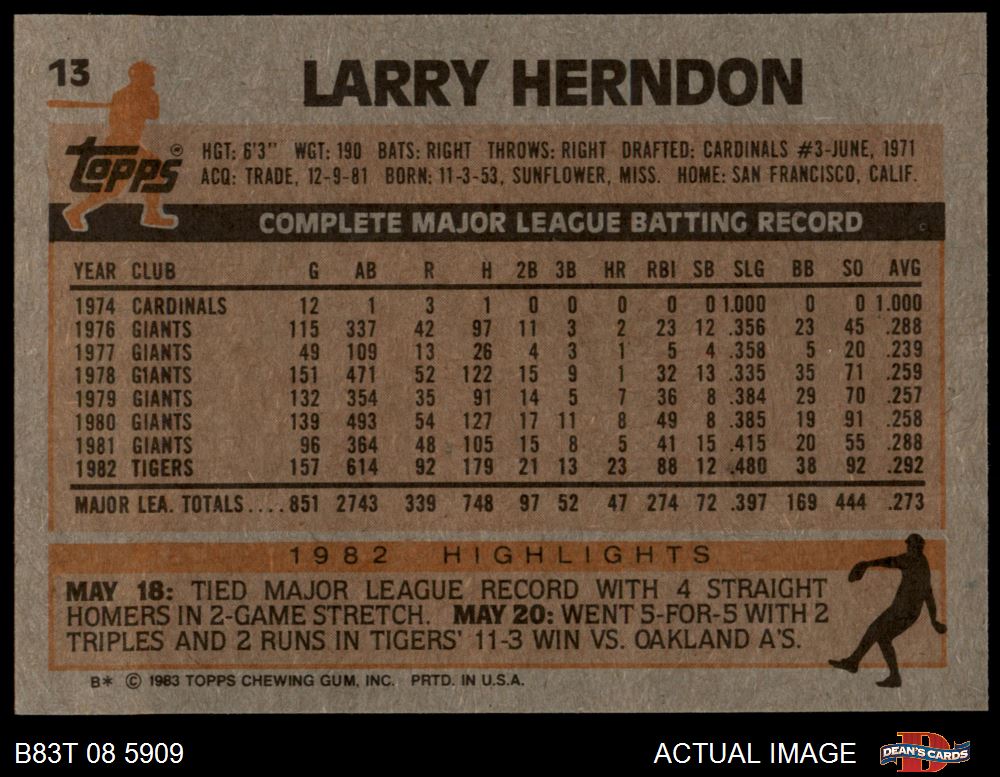 13
LARRY HERNDON
Topps®
HGT: 6'3" WGT: 190 BATS: RIGHT THROWS: RIGHT DRAFTED: CARDINALS #3-JUNE, 1971
ACQ: TRADE, 12-9-81 BORN: 11-3-53, SUNFLOWER, MISS. HOME: SAN FRANCISCO, CALIF.
COMPLETE MAJOR LEAGUE BATTING RECORD
YEAR CLUB G AB R H 2B 3B HR RBI SB SLG BB SO AVG
1974 CARDINALS 12 1 3 1 0 0 0 0 0 1.000 0 0 1.000
1976 GIANTS 115 337 42 97 11 3 2 23 12 .356 23 45 .288
1977 GIANTS 49 109 13 26 4 3 1 5 4 .358 5 20 .239
1978 GIANTS 151 471 52 122 15 9 1 32 13 .335 35 71 .259
1979 GIANTS 132 354 35 91 14 5 7 36 8 .384 29 70 .257
1980 GIANTS 139 493 54 127 17 11 8 49 8 .385 19 91 .258
1981 GIANTS 96 364 48 105 15 8 5 41 15 .415 20 55 .288
1982 TIGERS 157 614 92 179 21 13 23 88 12 .480 38 92 .292
MAJOR LEA. TOTALS.... 851 2743 339 748 97 52 47 274 72 .397 169 444 .273
1982 HIGHLIGHTS
MAY 18: TIED MAJOR LEAGUE RECORD WITH 4 STRAIGHT
HOMERS IN 2-GAME STRETCH. MAY 20: WENT 5-FOR-5 WITH 2
TRIPLES AND 2 RUNS IN TIGERS' 11-3 WIN VS. OAKLAND A'S.
B* © 1983 TOPPS CHEWING GUM, INC. PRTD. IN U.S.A.
B83T 08 5909
ACTUAL IMAGE
D
DEAN'S CARDS